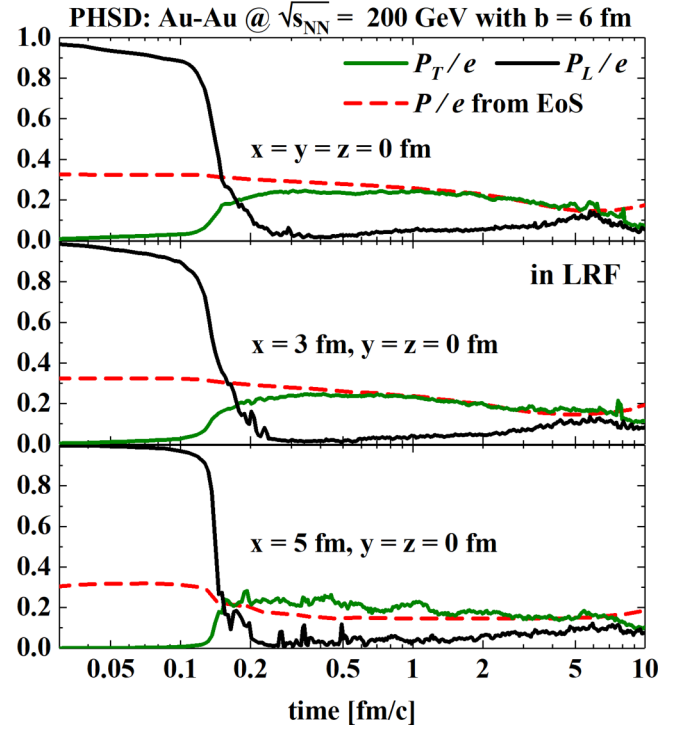 PHSD: Au-Au @ √sNN = 200 GeV with b = 6 fm
1.0
0.8
0.6
0.4
0.2
0.0
P_T / e P_L / e
P / e from EoS
x = y = z = 0 fm
0.8
0.6
0.4
0.2
0.0
in LRF
x = 3 fm, y = z = 0 fm
0.8
0.6
0.4
0.2
0.0
x = 5 fm, y = z = 0 fm
0.05 0.1 0.2 0.5 1 2 5 10
time [fm/c]